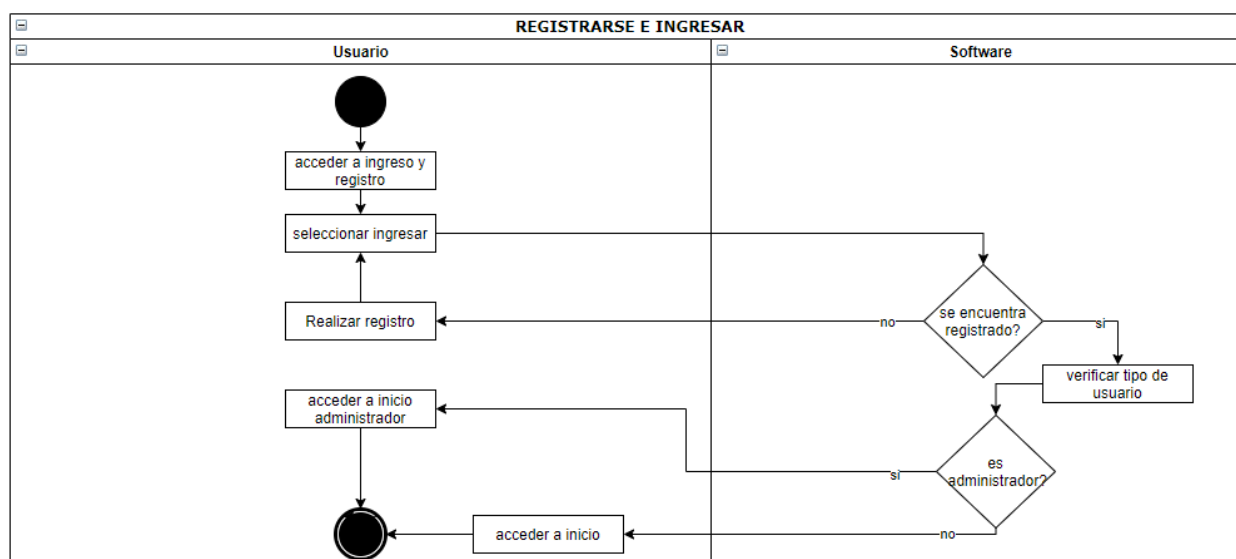 REGISTRARSE E INGRESAR
Usuario
Software
acceder a ingreso y
registro
seleccionar ingresar
se encuentra
registrado?
no
si
Realizar registro
verificar tipo de
usuario
acceder a inicio
administrador
es
administrador?
si
acceder a inicio
no